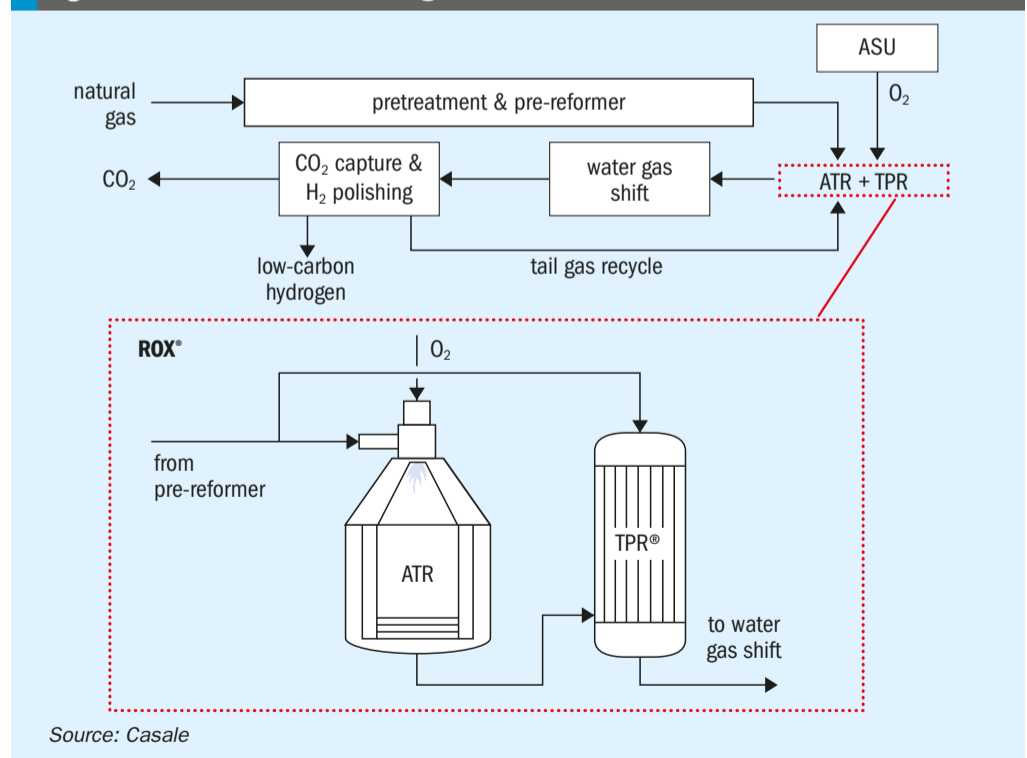 ASU
O₂
natural
gas
pretreatment & pre-reformer
CO₂
CO₂ capture &
H₂ polishing
water gas
shift
ATR + TPR
low-carbon
hydrogen
tail gas recycle
ROX®
O₂
from
pre-reformer
ATR
TPR®
to water
gas shift
Source: Casale